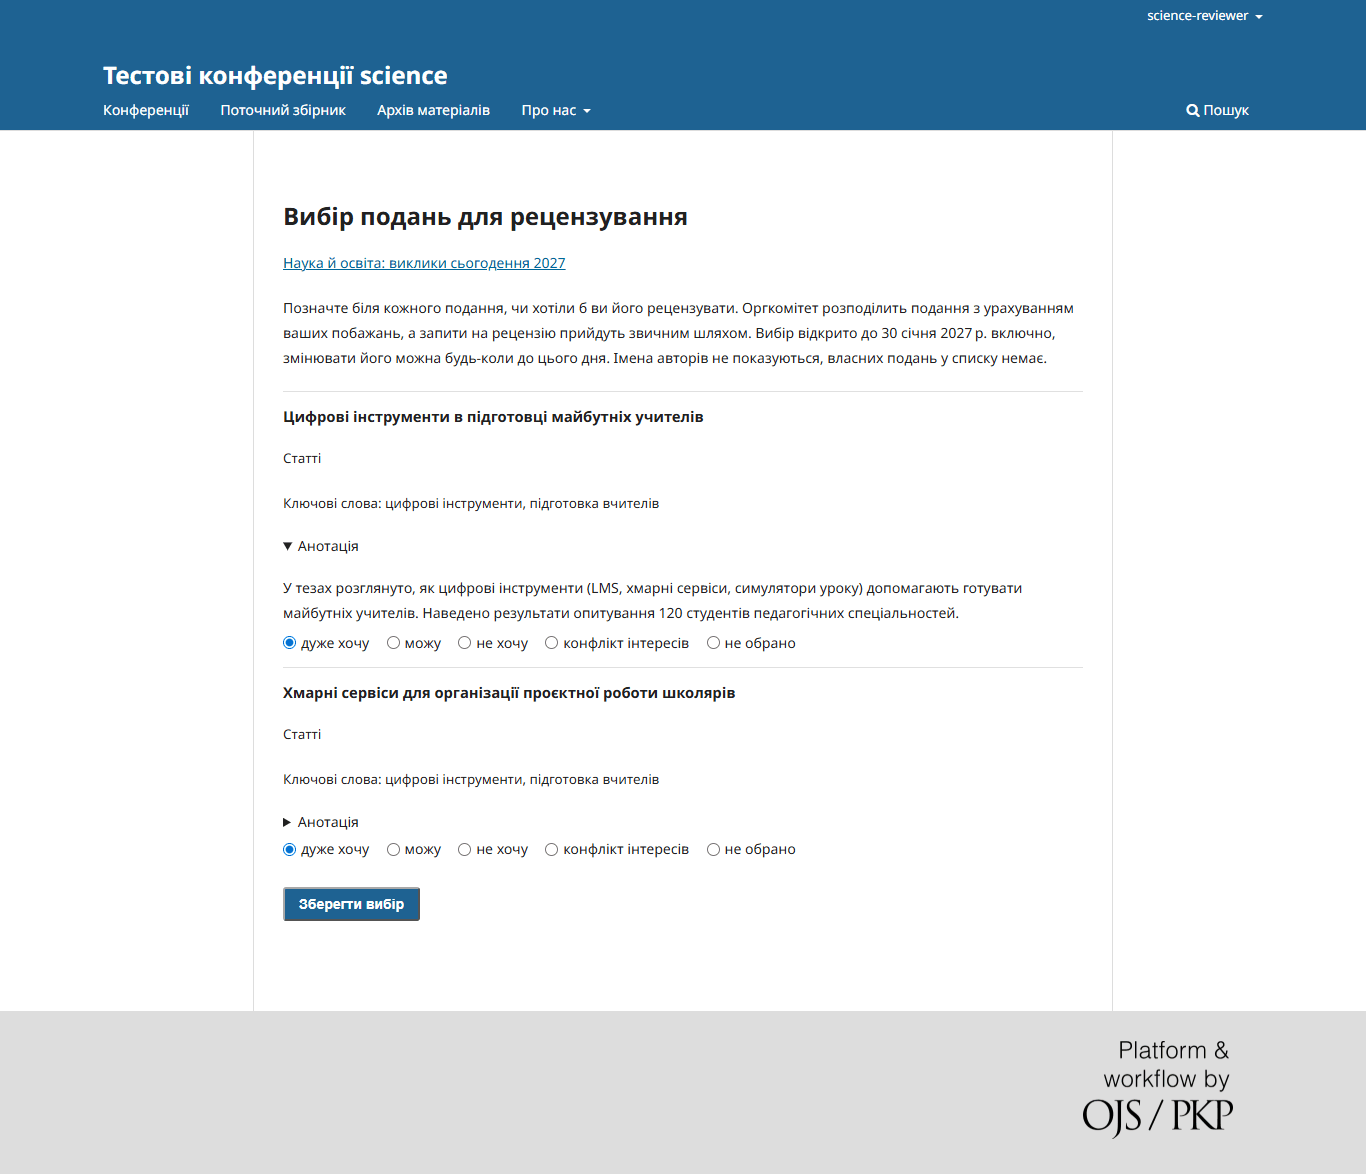 science-reviewer
Тестові конференції science
Конференції Поточний збірник Архів матеріалів Про нас Пошук
Вибір подань для рецензування
Наука й освіта: виклики сьогодення 2027
Позначте біля кожного подання, чи хотіли б ви його рецензувати. Оргкомітет розподілить подання з урахуванням
ваших побажань, а запити на рецензію прийдуть звичним шляхом. Вибір відкрито до 30 січня 2027 р. включно,
змінювати його можна будь-коли до цього дня. Імена авторів не показуються, власних подань у списку немає.
Цифрові інструменти в підготовці майбутніх учителів
Статті
Ключові слова: цифрові інструменти, підготовка вчителів
Анотація
У тезах розглянуто, як цифрові інструменти (LMS, хмарні сервіси, симулятори уроку) допомагають готувати
майбутніх учителів. Наведено результати опитування 120 студентів педагогічних спеціальностей.
дуже хочу можу не хочу конфлікт інтересів не обрано
Хмарні сервіси для організації проєктної роботи школярів
Статті
Ключові слова: цифрові інструменти, підготовка вчителів
Анотація
дуже хочу можу не хочу конфлікт інтересів не обрано
Зберегти вибір
Platform &
workflow by
OJS / PKP